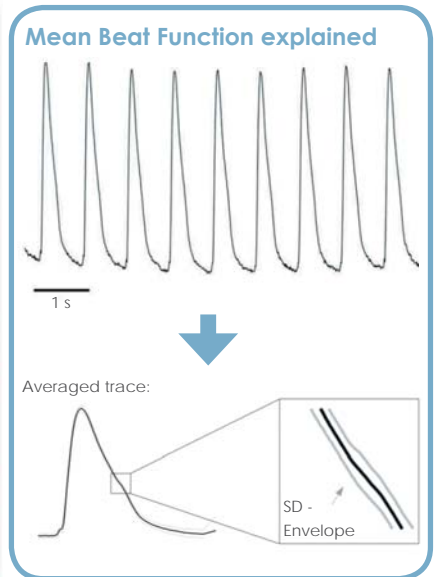 Mean Beat Function explained
1 s
Averaged trace:
SD -
Envelope